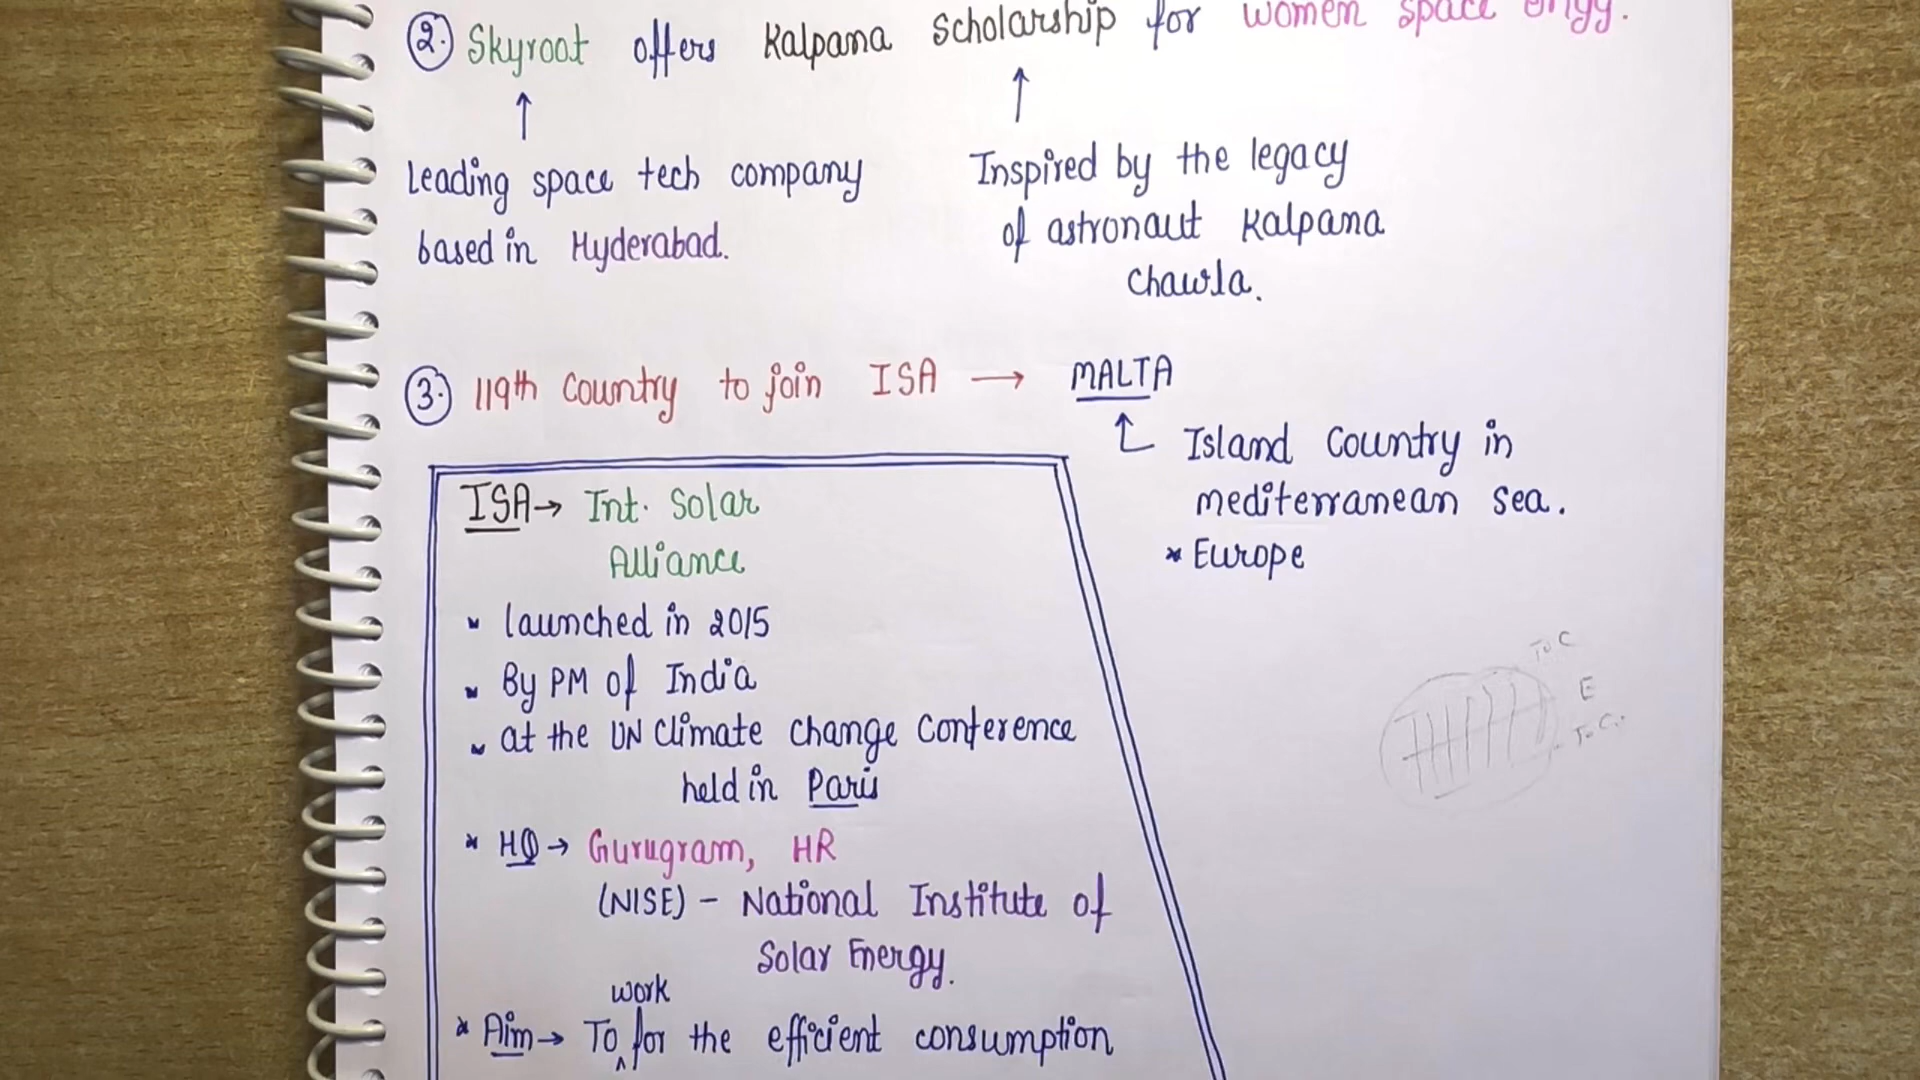 2. Skyroot offers Kalpana Scholarship for women space engg.
↑ ↑
Leading space tech company
based in Hyderabad.
Inspired by the legacy
of astronaut Kalpana
Chawla.
3. 119th Country to join ISA → MALTA
Island Country in
mediterranean sea.
* Europe
ISA → Int. Solar
Alliance
launched in 2015
By PM of India
at the UN Climate Change Conference
held in Paris
* HQ → Gurugram, HR
(NISE) - National Institute of
Solar Energy.
work
* Aim → To ^ for the efficient consumption
To C
E
To C.